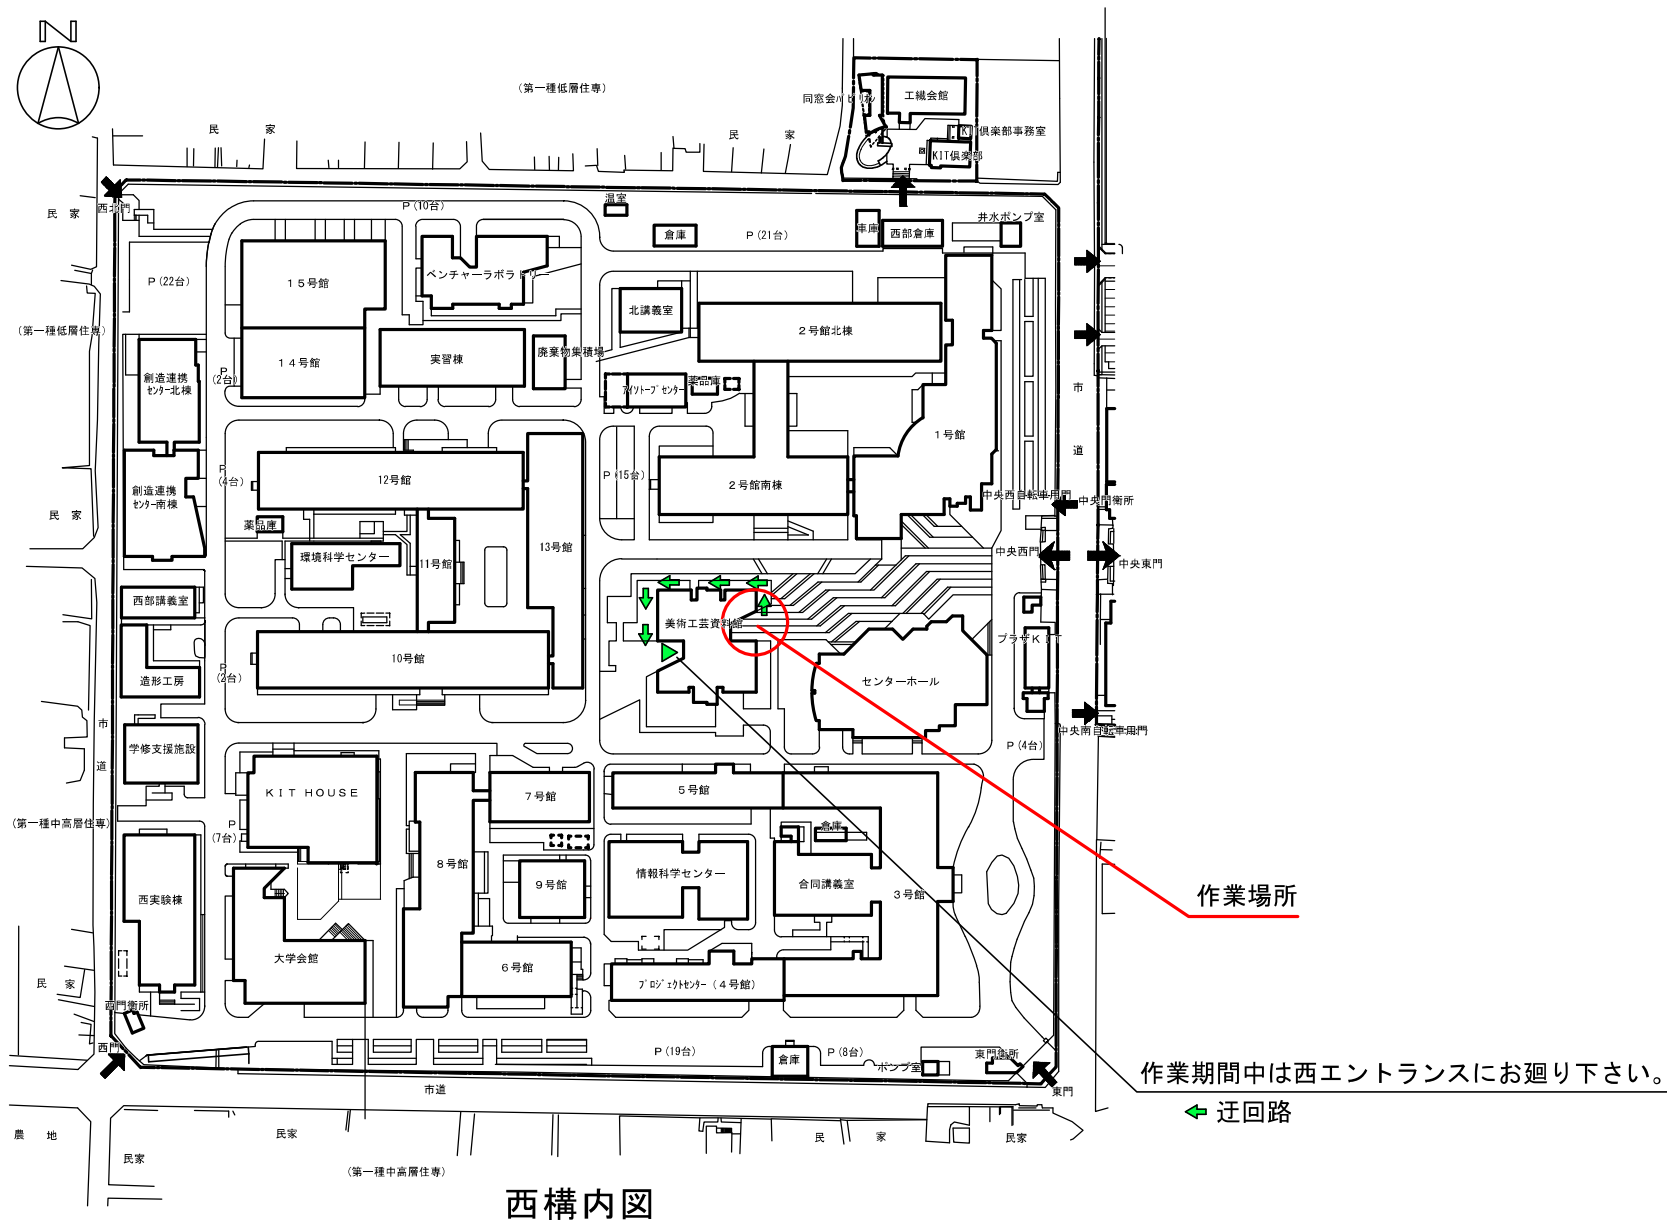 N
(第一種低層住専)
同窓会パビリオン
工繊会館
KIT倶楽部事務室
KIT倶楽部
民 家
民 家
西北門
民 家
P(10台)
温室
倉庫
P(21台)
車庫
西部倉庫
井水ポンプ室
P(22台)
15号館
ベンチャーラボラトリー
北講義室
2号館北棟
(第一種低層住専)
14号館
実習棟
廃棄物集積場
P
(2台)
創造連携
センター北棟
アイソトープセンター
薬品庫
市
道
1号館
P
(4台)
12号館
P(15台)
2号館南棟
創造連携
センター南棟
中央西自転車用門
中央門衛所
民 家
薬品庫
環境科学センター
11号館
13号館
中央西門
中央東門
西部講義室
美術工芸資料館
プラザKIT
10号館
P
(2台)
造形工房
センターホール
市
道
学修支援施設
中央南自転車用門
P(4台)
KIT HOUSE
7号館
5号館
(第一種中高層住専)
P
(7台)
倉庫
8号館
9号館
情報科学センター
合同講義室
3号館
作業場所
西実験棟
大学会館
6号館
プロジェクトセンター(4号館)
民 家
西門衛所
西門
P(19台)
倉庫
P(8台)
ポンプ室
東門衛所
東門
作業期間中は西エントランスにお廻り下さい。
市道
迂回路
農 地
民家
民 家
民家
民家
(第一種中高層住専)
西構内図